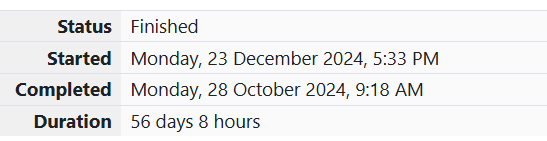 Status Finished
Started Monday, 23 December 2024, 5:33 PM
Completed Monday, 28 October 2024, 9:18 AM
Duration 56 days 8 hours